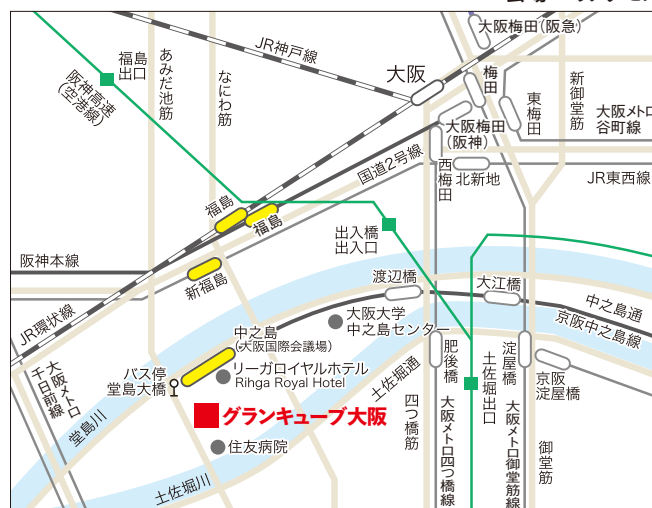 大阪梅田(阪急)
JR神戸線
福島
出口
あみだ池筋
なにわ筋
大阪
梅田
新御堂筋
阪神高速
(空港線)
東梅田
大阪メトロ
谷町線
大阪梅田
(阪神)
国道2号線
西梅田
北新地
JR東西線
福島
福島
出入橋
出入口
阪神本線
新福島
渡辺橋
大江橋
中之島通
京阪中之島線
JR環状線
大阪大学
中之島センター
中之島
(大阪国際会議場)
大阪メトロ
千日前線
バス停
堂島大橋
リーガロイヤルホテル
Rihga Royal Hotel
土佐堀通
肥後橋
土佐堀出口
淀屋橋
京阪
淀屋橋
四つ橋筋
大阪メトロ四つ橋線
大阪メトロ御堂筋線
御堂筋
堂島川
グランキューブ大阪
住友病院
土佐堀川